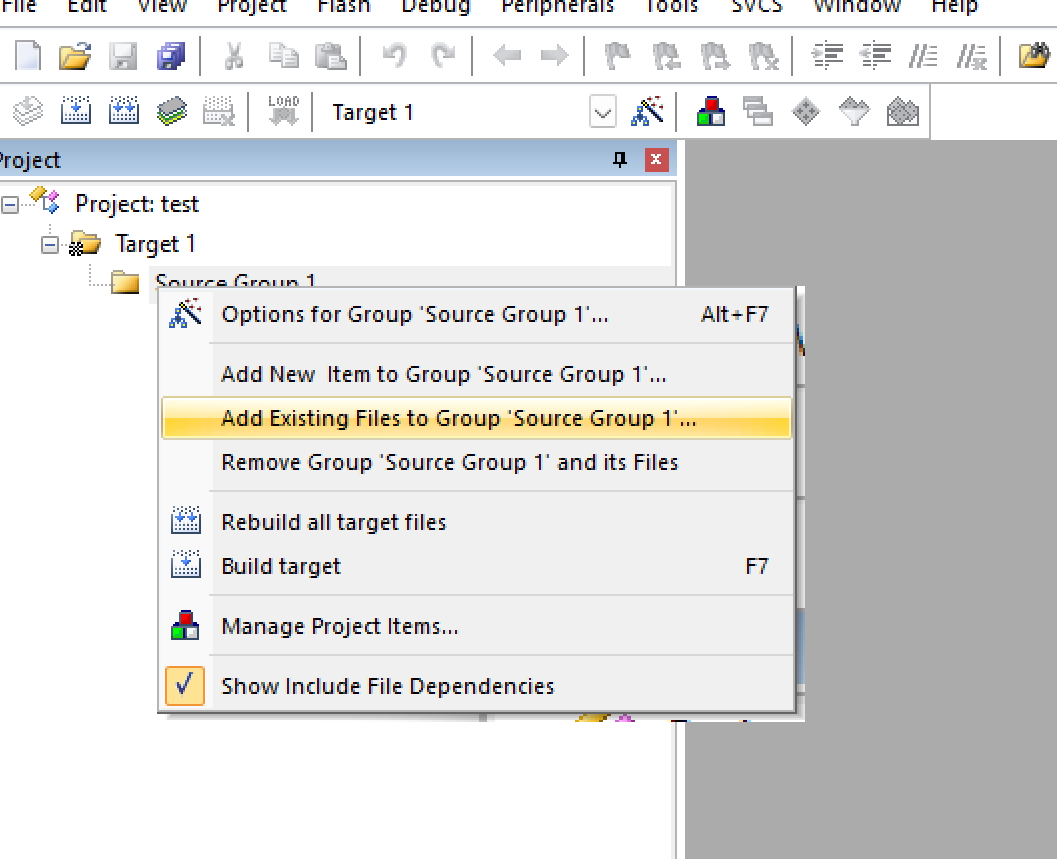 File Edit View Project Flash Debug Peripherals Tools SVCS Window Help
LOAD
Target 1
Project
Project: test
Target 1
Source Group 1
Options for Group 'Source Group 1'... Alt+F7
Add New  Item to Group 'Source Group 1'...
Add Existing Files to Group 'Source Group 1'...
Remove Group 'Source Group 1' and its Files
Rebuild all target files
Build target F7
Manage Project Items...
Show Include File Dependencies